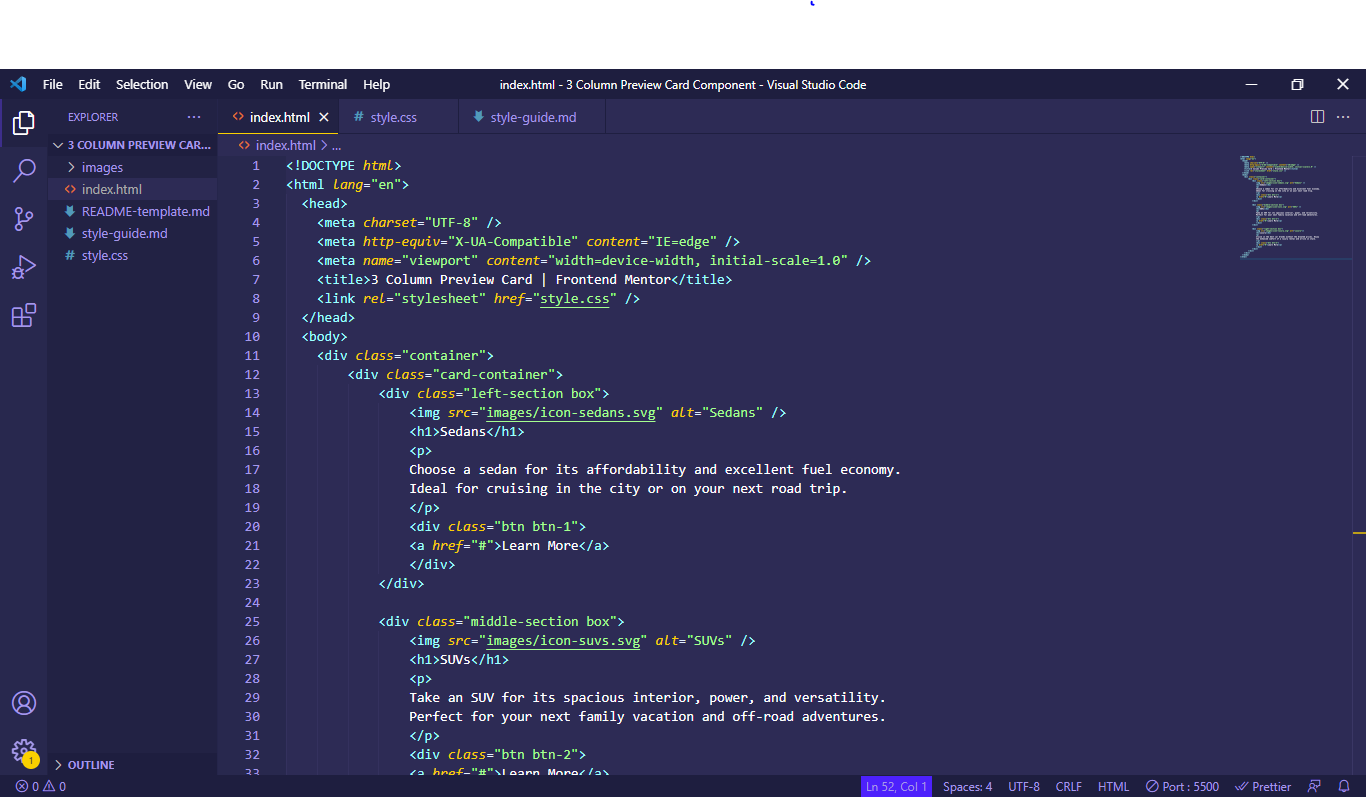 File Edit Selection View Go Run Terminal Help
index.html - 3 Column Preview Card Component - Visual Studio Code
EXPLORER
3 COLUMN PREVIEW CAR...
images
index.html
README-template.md
style-guide.md
style.css
OUTLINE
index.html
style.css
style-guide.md
index.html > ...
1 <!DOCTYPE html>
2 <html lang="en">
3 <head>
4 <meta charset="UTF-8" />
5 <meta http-equiv="X-UA-Compatible" content="IE=edge" />
6 <meta name="viewport" content="width=device-width, initial-scale=1.0" />
7 <title>3 Column Preview Card | Frontend Mentor</title>
8 <link rel="stylesheet" href="style.css" />
9 </head>
10 <body>
11 <div class="container">
12 <div class="card-container">
13 <div class="left-section box">
14 <img src="images/icon-sedans.svg" alt="Sedans" />
15 <h1>Sedans</h1>
16 <p>
17 Choose a sedan for its affordability and excellent fuel economy.
18 Ideal for cruising in the city or on your next road trip.
19 </p>
20 <div class="btn btn-1">
21 <a href="#">Learn More</a>
22 </div>
23 </div>
24
25 <div class="middle-section box">
26 <img src="images/icon-suvs.svg" alt="SUVs" />
27 <h1>SUVs</h1>
28 <p>
29 Take an SUV for its spacious interior, power, and versatility.
30 Perfect for your next family vacation and off-road adventures.
31 </p>
32 <div class="btn btn-2">
33 <a href="#">Learn More</a>
1
0 0
Ln 52, Col 1
Spaces: 4
UTF-8
CRLF
HTML
Port : 5500
Prettier